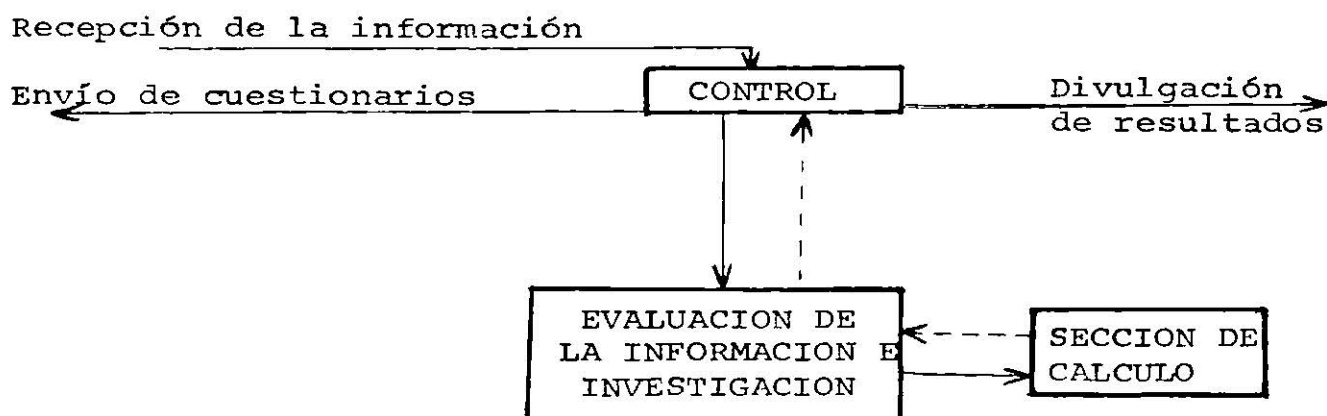 Recepción de la información
Envío de cuestionarios
CONTROL
Divulgación
de resultados
EVALUACION DE
LA INFORMACION E
INVESTIGACION
SECCION DE
CALCULO